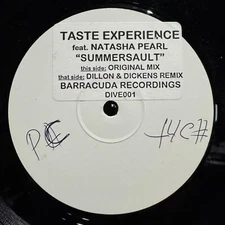 TASTE EXPERIENCE
feat. NATASHA PEARL
"SUMMERSAULT"
this side: ORIGINAL MIX
that side: DILLON & DICKENS REMIX
BARRACUDA RECORDINGS
DIVE001